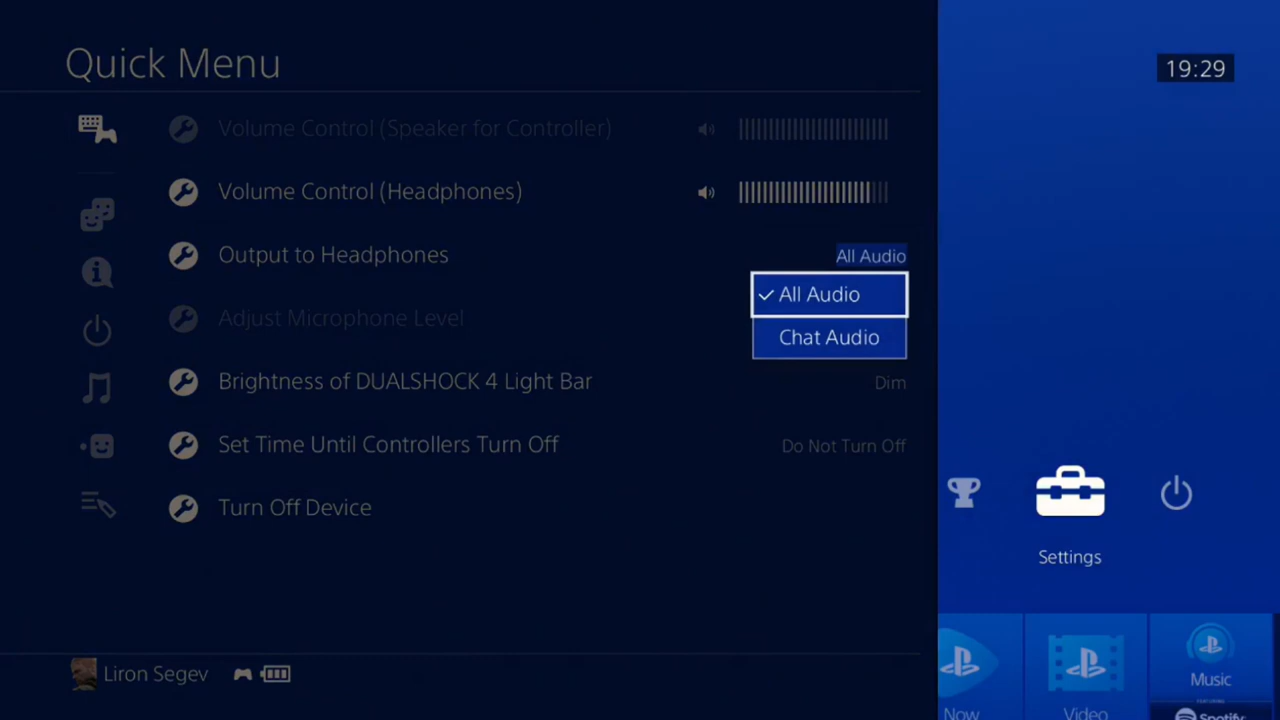 Quick Menu
19:29
Volume Control (Speaker for Controller)
Volume Control (Headphones)
Output to Headphones
All Audio
All Audio
Chat Audio
Adjust Microphone Level
Brightness of DUALSHOCK 4 Light Bar
Dim
Set Time Until Controllers Turn Off
Do Not Turn Off
Turn Off Device
Settings
Liron Segev
Now
Video
Music
Spotify